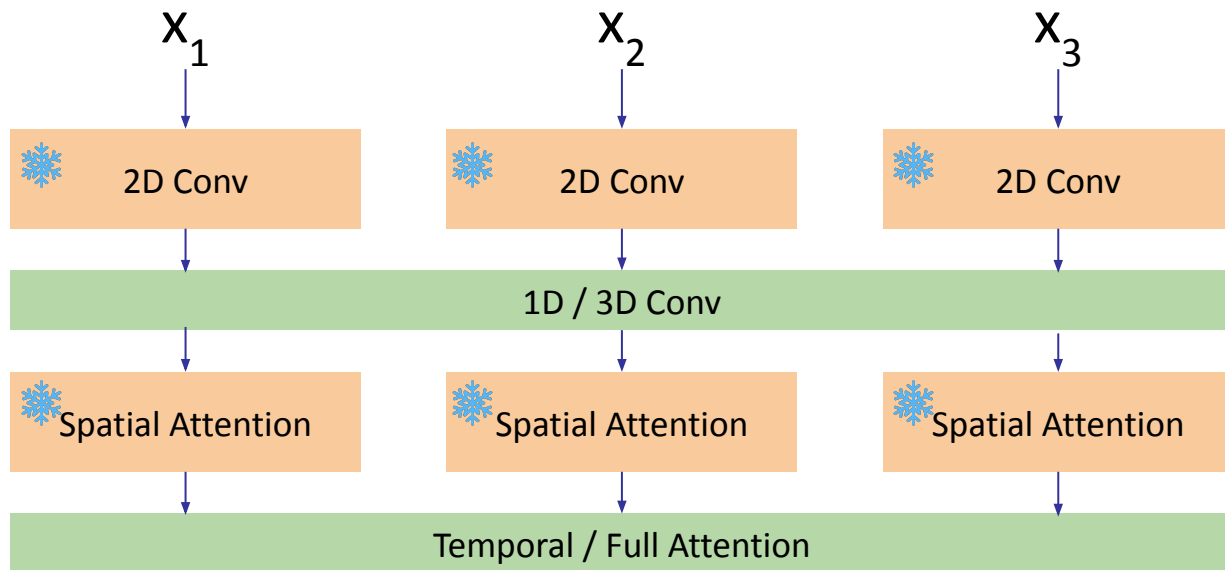 x₁ x₂ x₃
2D Conv 2D Conv 2D Conv
1D / 3D Conv
Spatial Attention Spatial Attention Spatial Attention
Temporal / Full Attention